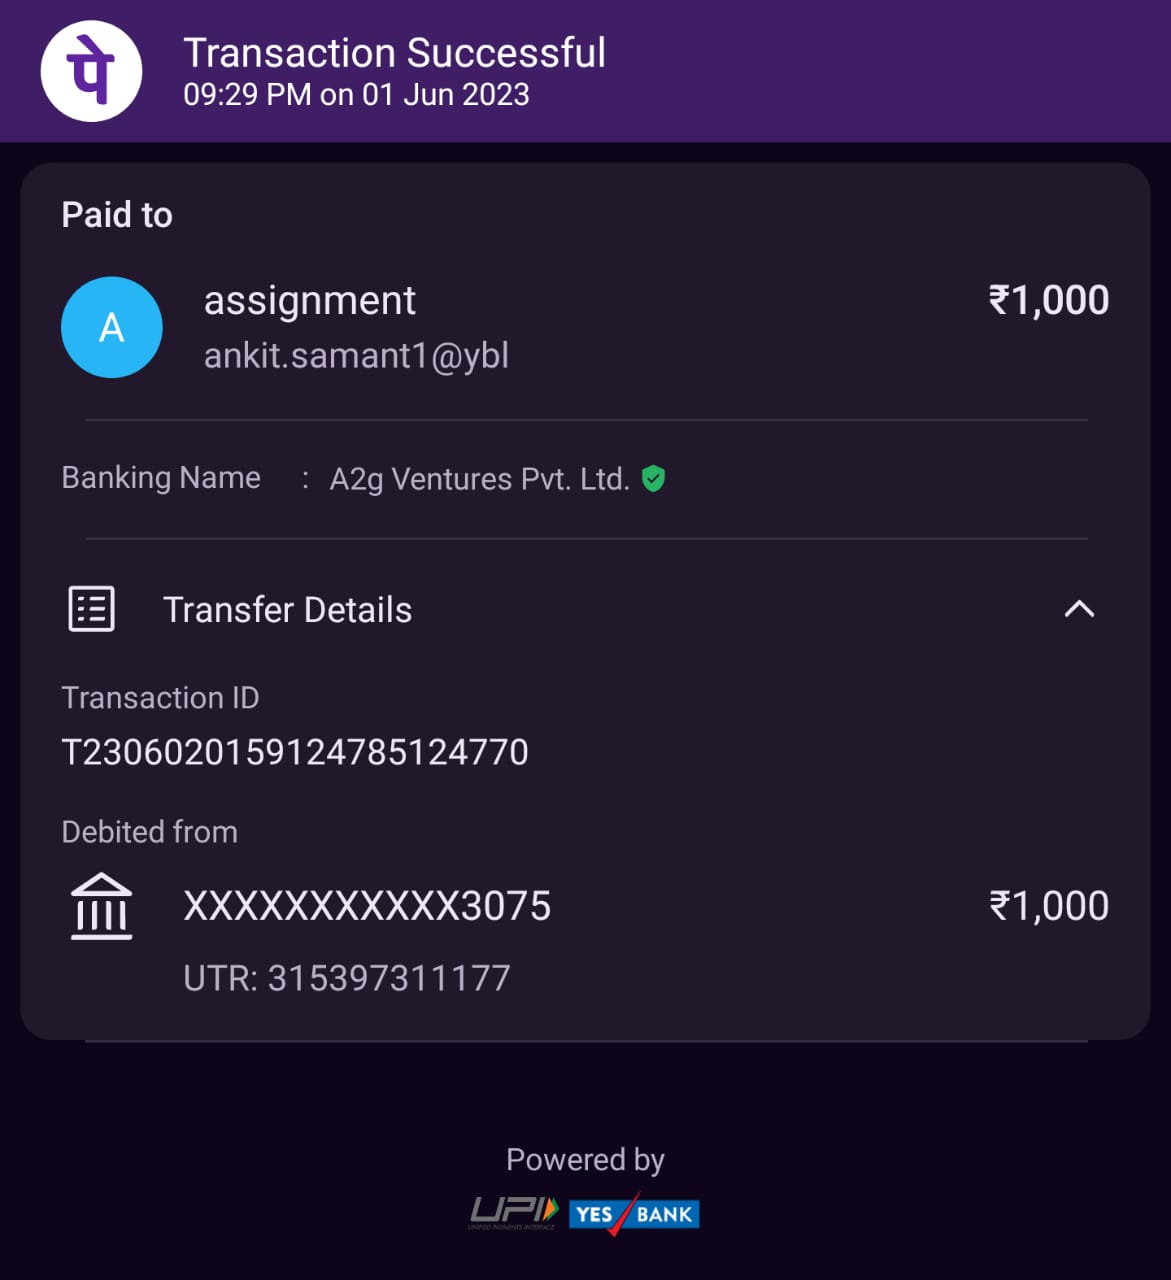 पे
Transaction Successful
09:29 PM on 01 Jun 2023
Paid to
A
assignment
₹1,000
ankit.samant1@ybl
Banking Name : A2g Ventures Pvt. Ltd.
Transfer Details
Transaction ID
T2306020159124785124770
Debited from
XXXXXXXXXXX3075
₹1,000
UTR: 315397311177
Powered by
UPI
UNIFIED PAYMENTS INTERFACE
YES BANK